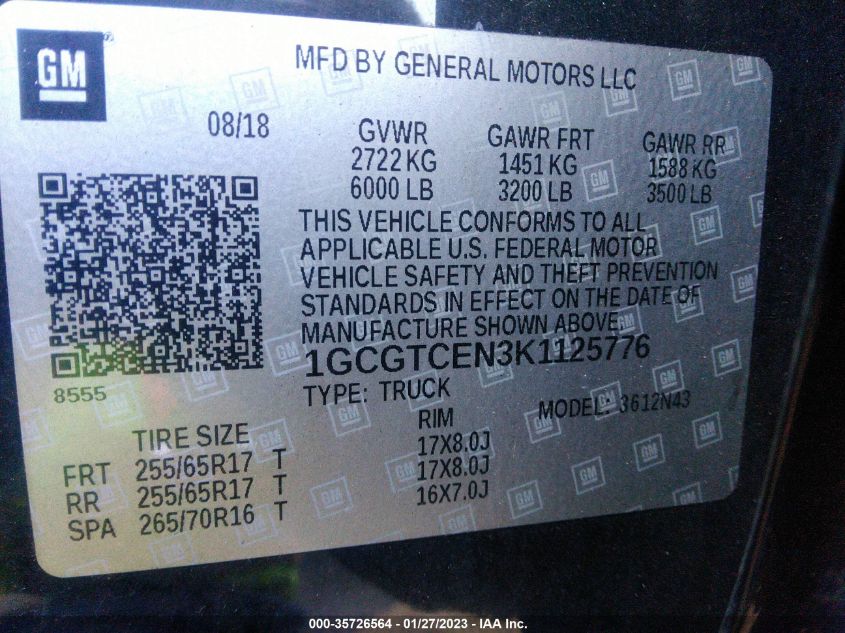 GM
MFD BY GENERAL MOTORS LLC
08/18
GVWR GAWR FRT GAWR RR
2722 KG 1451 KG 1588 KG
6000 LB 3200 LB 3500 LB
THIS VEHICLE CONFORMS TO ALL
APPLICABLE U.S. FEDERAL MOTOR
VEHICLE SAFETY AND THEFT PREVENTION
STANDARDS IN EFFECT ON THE DATE OF
MANUFACTURE SHOWN ABOVE.
1GCGTCEN3K1125776
8555
TYPE: TRUCK MODEL: 3612N43
TIRE SIZE RIM
FRT 255/65R17 T 17X8.0J
RR 255/65R17 T 17X8.0J
SPA 265/70R16 T 16X7.0J
000-35726564 / 01/27/2023 - IAA Inc.